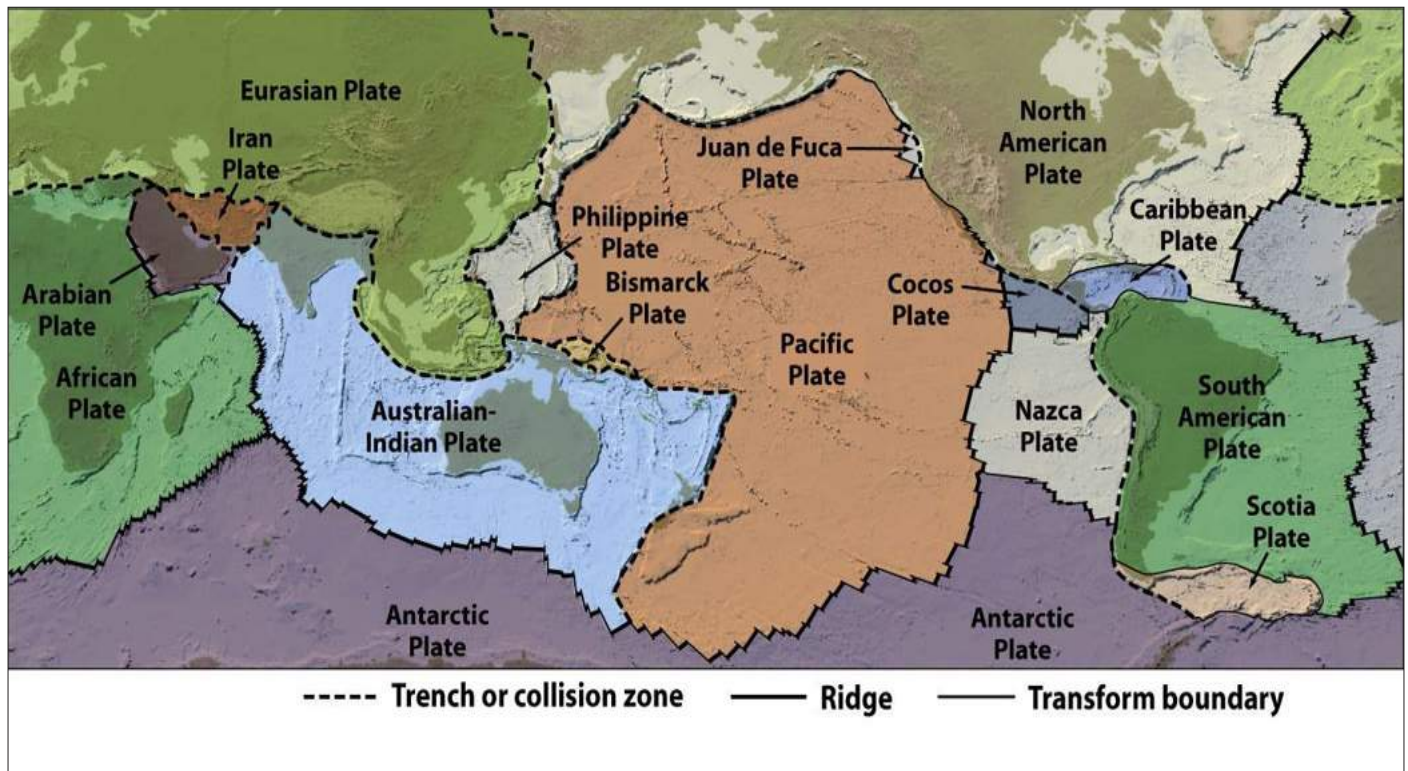 Eurasian Plate
Iran
Plate
Arabian
Plate
African
Plate
Australian-
Indian Plate
Antarctic
Plate
Philippine
Plate
Bismarck
Plate
Juan de Fuca
Plate
Pacific
Plate
Cocos
Plate
North
American
Plate
Caribbean
Plate
Nazca
Plate
South
American
Plate
Scotia
Plate
Antarctic
Plate
Trench or collision zone
Ridge
Transform boundary